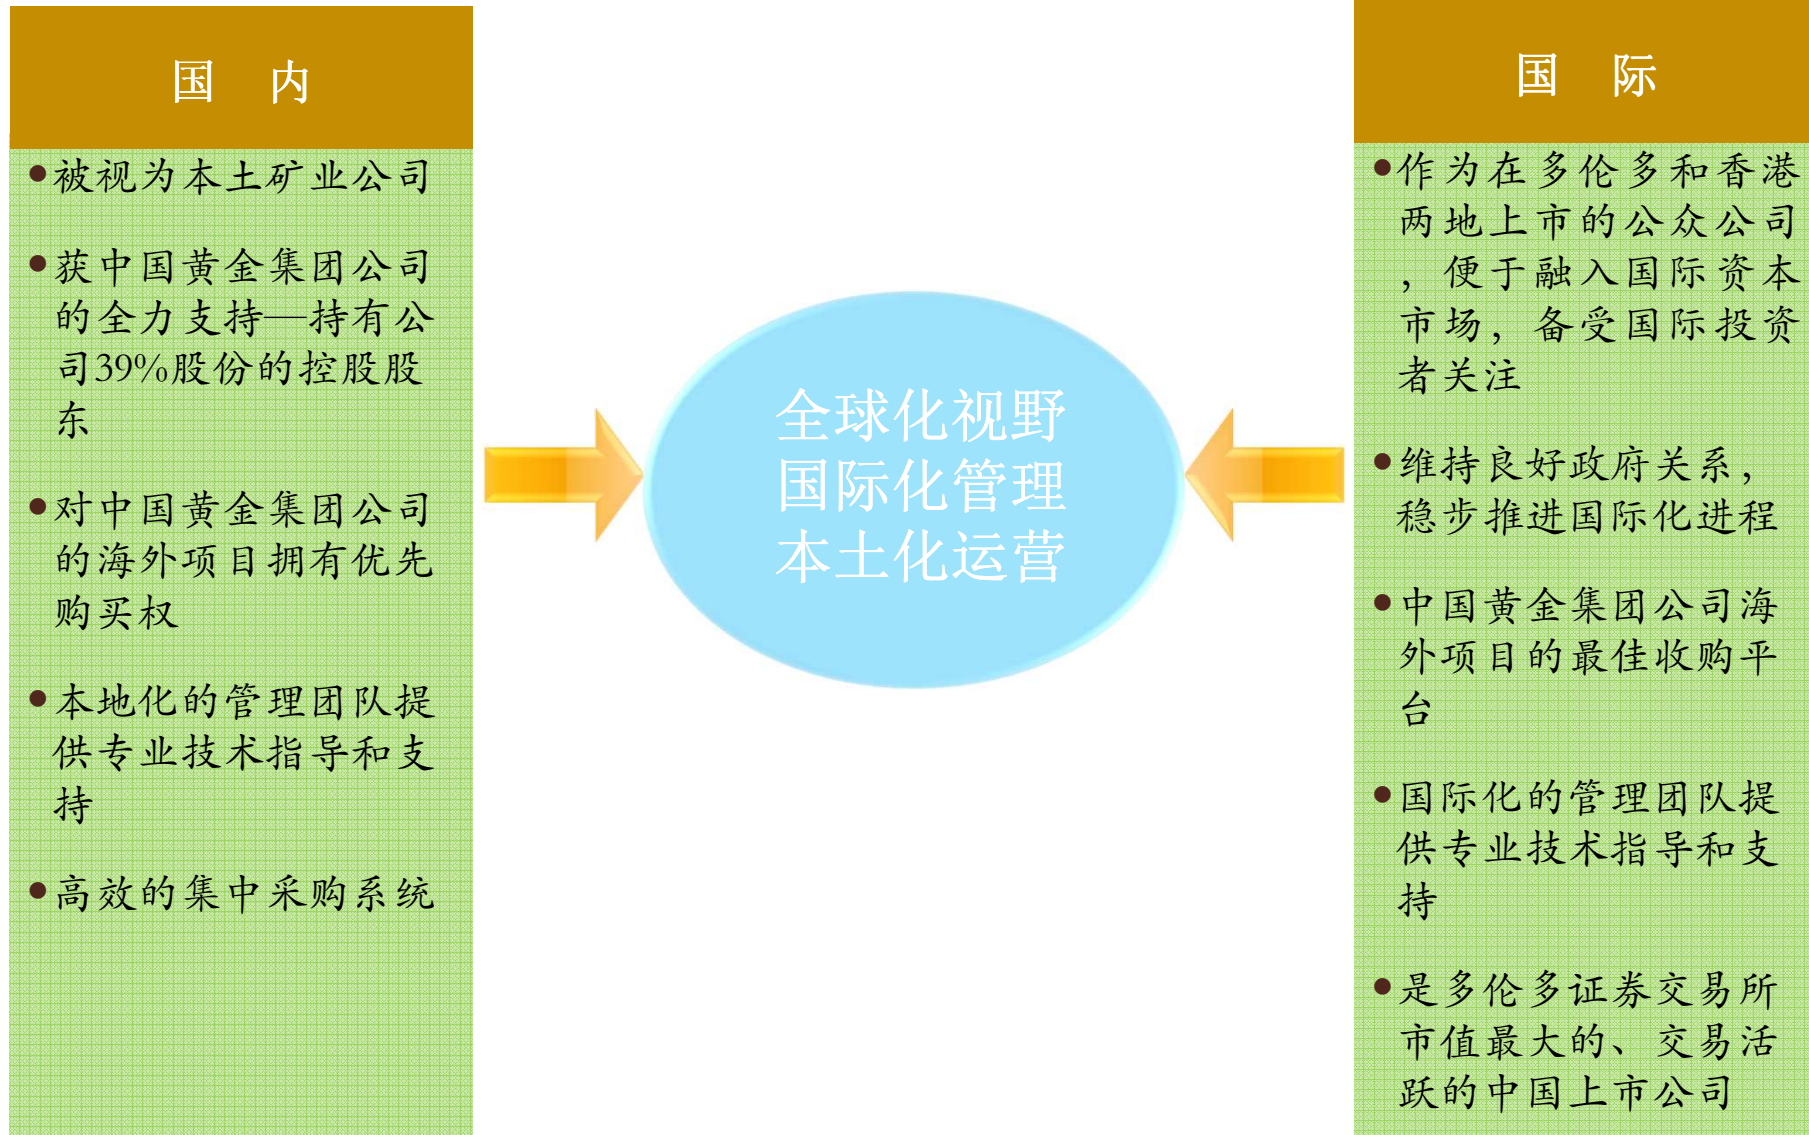 国 内
•被视为本土矿业公司
•获中国黄金集团公司
的全力支持—持有公
司39%股份的控股股
东
•对中国黄金集团公司
的海外项目拥有优先
购买权
•本地化的管理团队提
供专业技术指导和支
持
•高效的集中采购系统
全球化视野
国际化管理
本土化运营
国 际
•作为在多伦多和香港
两地上市的公众公司
，便于融入国际资本
市场，备受国际投资
者关注
•维持良好政府关系，
稳步推进国际化进程
•中国黄金集团公司海
外项目的最佳收购平
台
•国际化的管理团队提
供专业技术指导和支
持
•是多伦多证券交易所
市值最大的、交易活
跃的中国上市公司